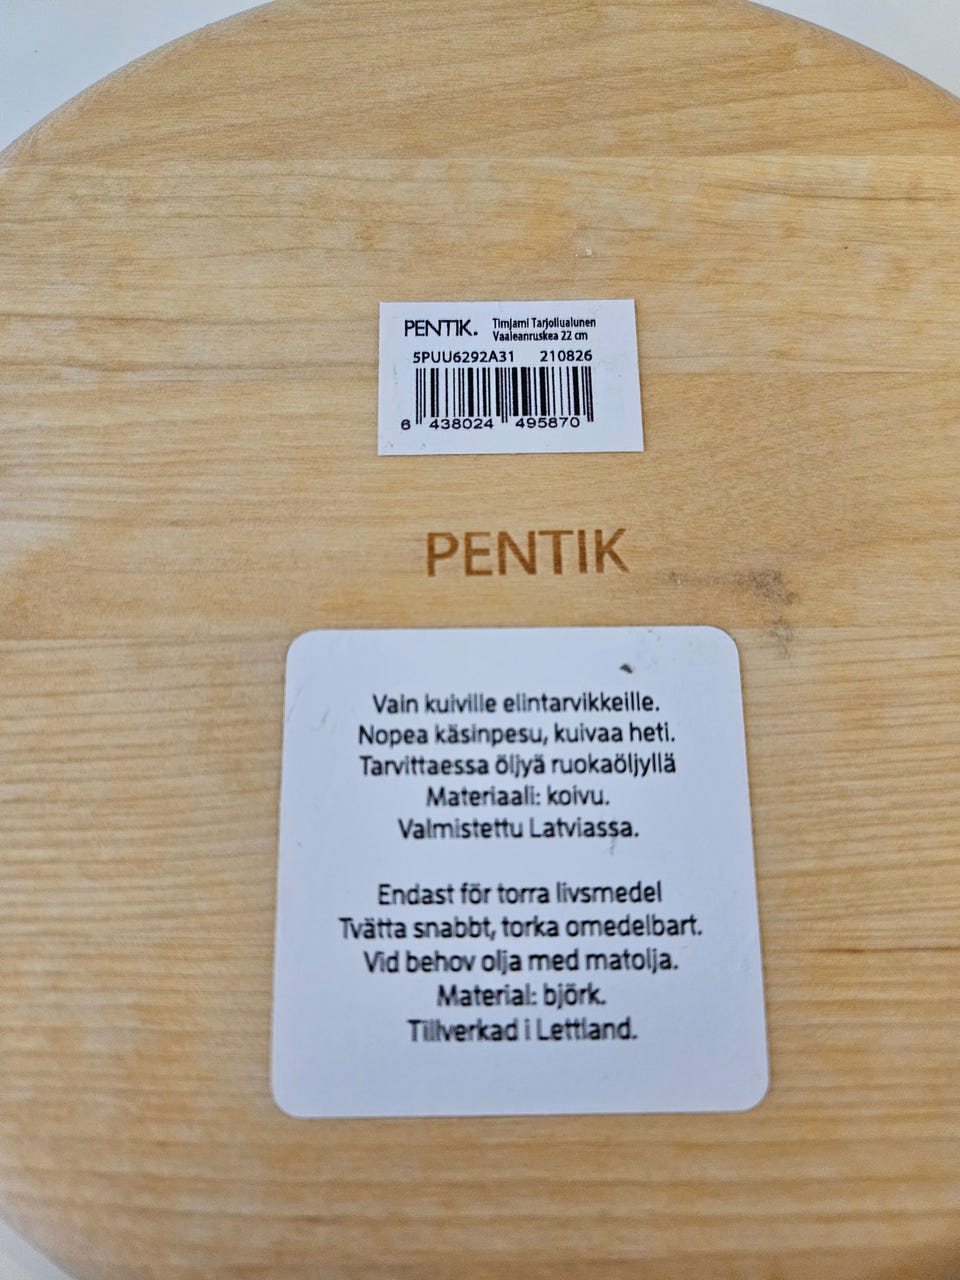 PENTIK.
Timjami Tarjoilualunen
Vaaleanruskea 22 cm
5PUU6292A31 210826
6 438024 495870
PENTIK
Vain kuiville elintarvikkeille.
Nopea käsinpesu, kuivaa heti.
Tarvittaessa öljyä ruokaöljyllä
Materiaali: koivu.
Valmistettu Latviassa.
Endast för torra livsmedel
Tvätta snabbt, torka omedelbart.
Vid behov olja med matolja.
Material: björk.
Tillverkad i Lettland.